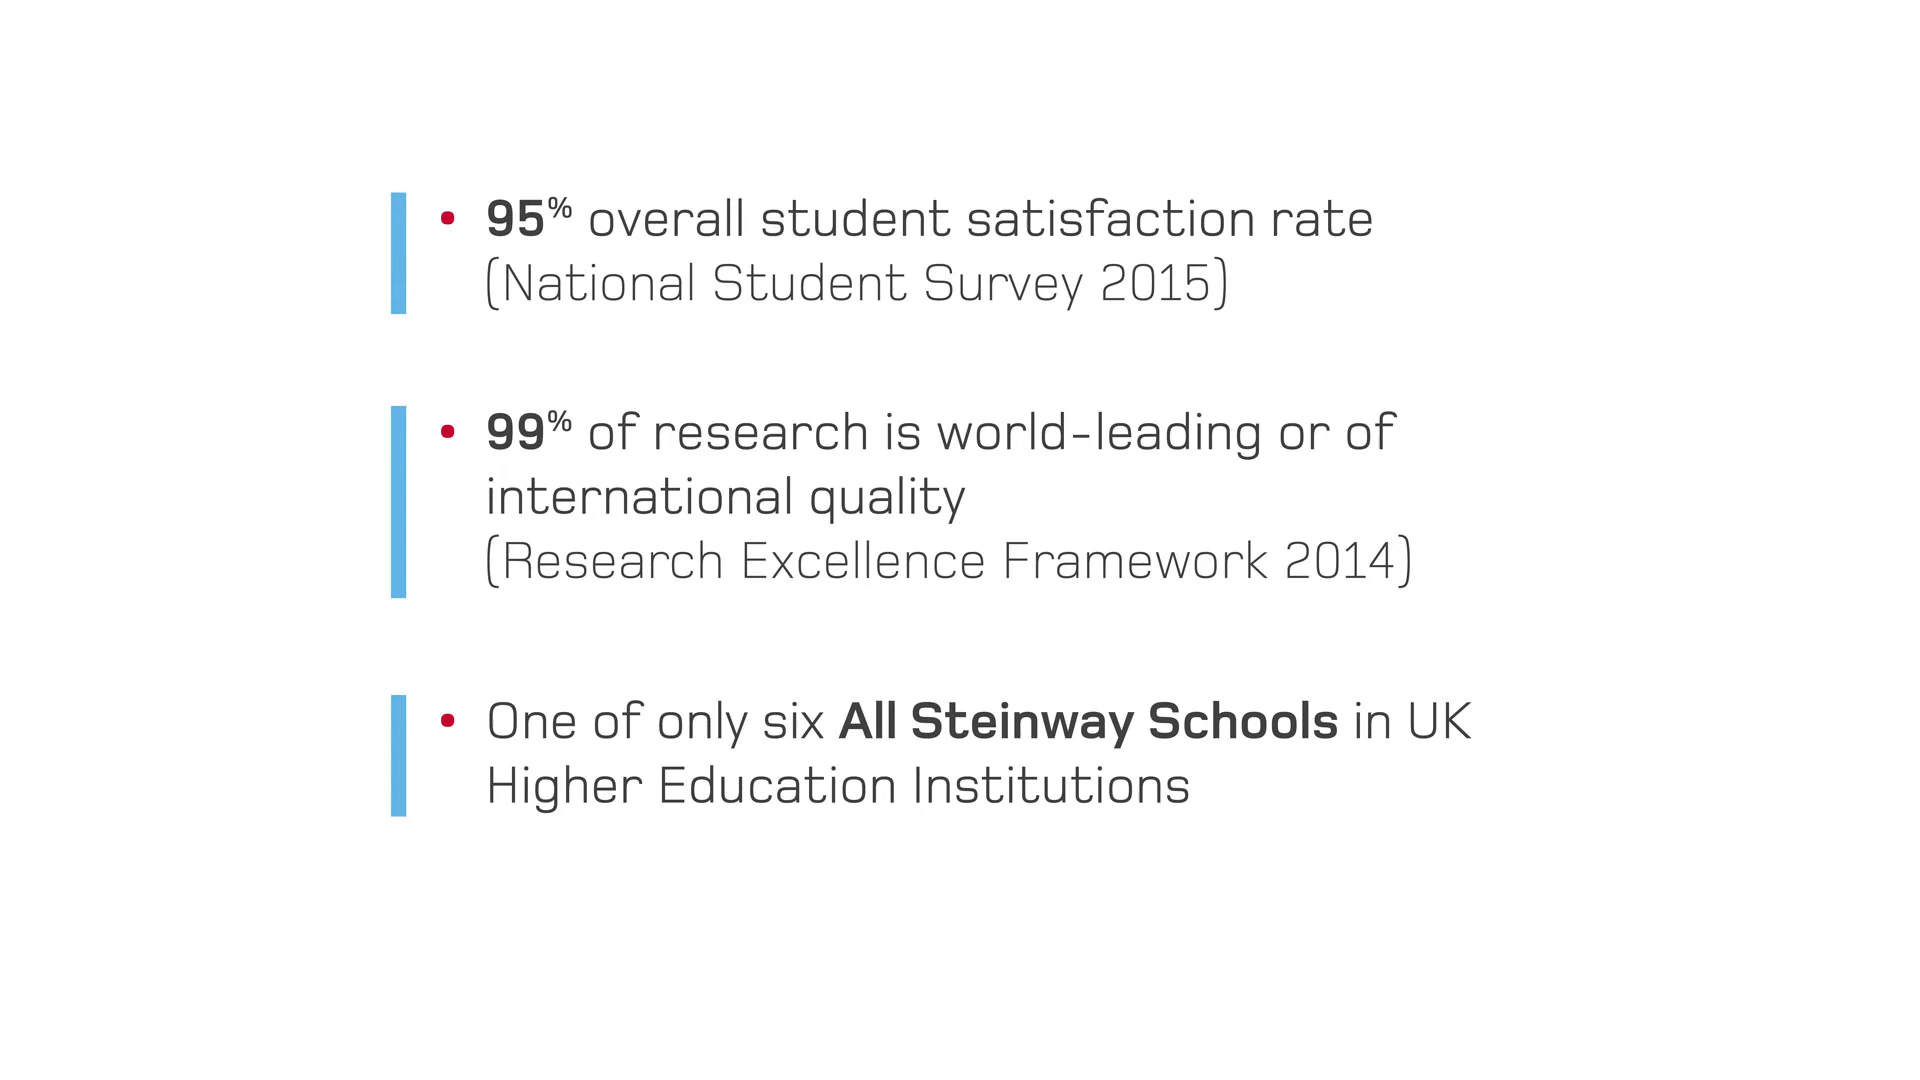 • 95% overall student satisfaction rate
(National Student Survey 2015)
• 99% of research is world-leading or of
international quality
(Research Excellence Framework 2014)
• One of only six All Steinway Schools in UK
Higher Education Institutions